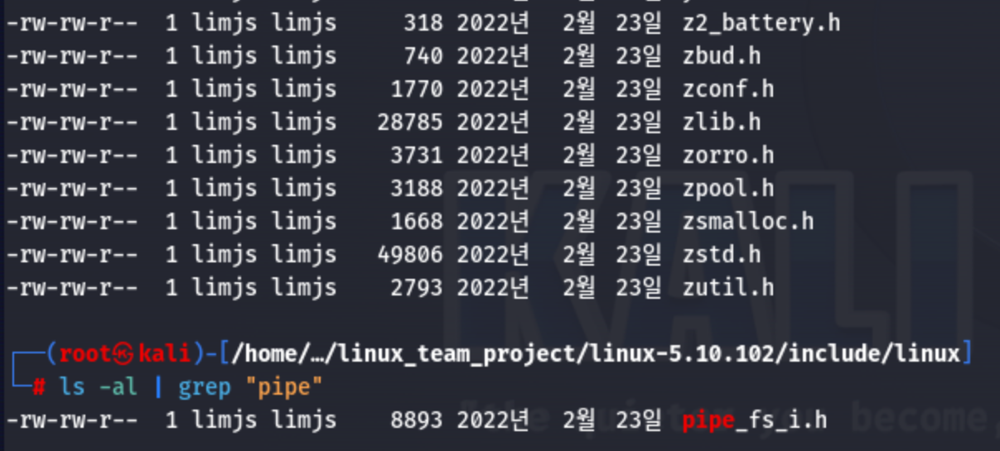 -rw-rw-r-- 1 limjs limjs 318 2022년 2월 23일 z2_battery.h
-rw-rw-r-- 1 limjs limjs 740 2022년 2월 23일 zbud.h
-rw-rw-r-- 1 limjs limjs 1770 2022년 2월 23일 zconf.h
-rw-rw-r-- 1 limjs limjs 28785 2022년 2월 23일 zlib.h
-rw-rw-r-- 1 limjs limjs 3731 2022년 2월 23일 zorro.h
-rw-rw-r-- 1 limjs limjs 3188 2022년 2월 23일 zpool.h
-rw-rw-r-- 1 limjs limjs 1668 2022년 2월 23일 zsmalloc.h
-rw-rw-r-- 1 limjs limjs 49806 2022년 2월 23일 zstd.h
-rw-rw-r-- 1 limjs limjs 2793 2022년 2월 23일 zutil.h
KALI
┌──(root㉿kali)-[/home/…/linux_team_project/linux-5.10.102/include/linux]
└─# ls -al | grep "pipe"
-rw-rw-r-- 1 limjs limjs 8893 2022년 2월 23일 pipe_fs_i.h
you become,